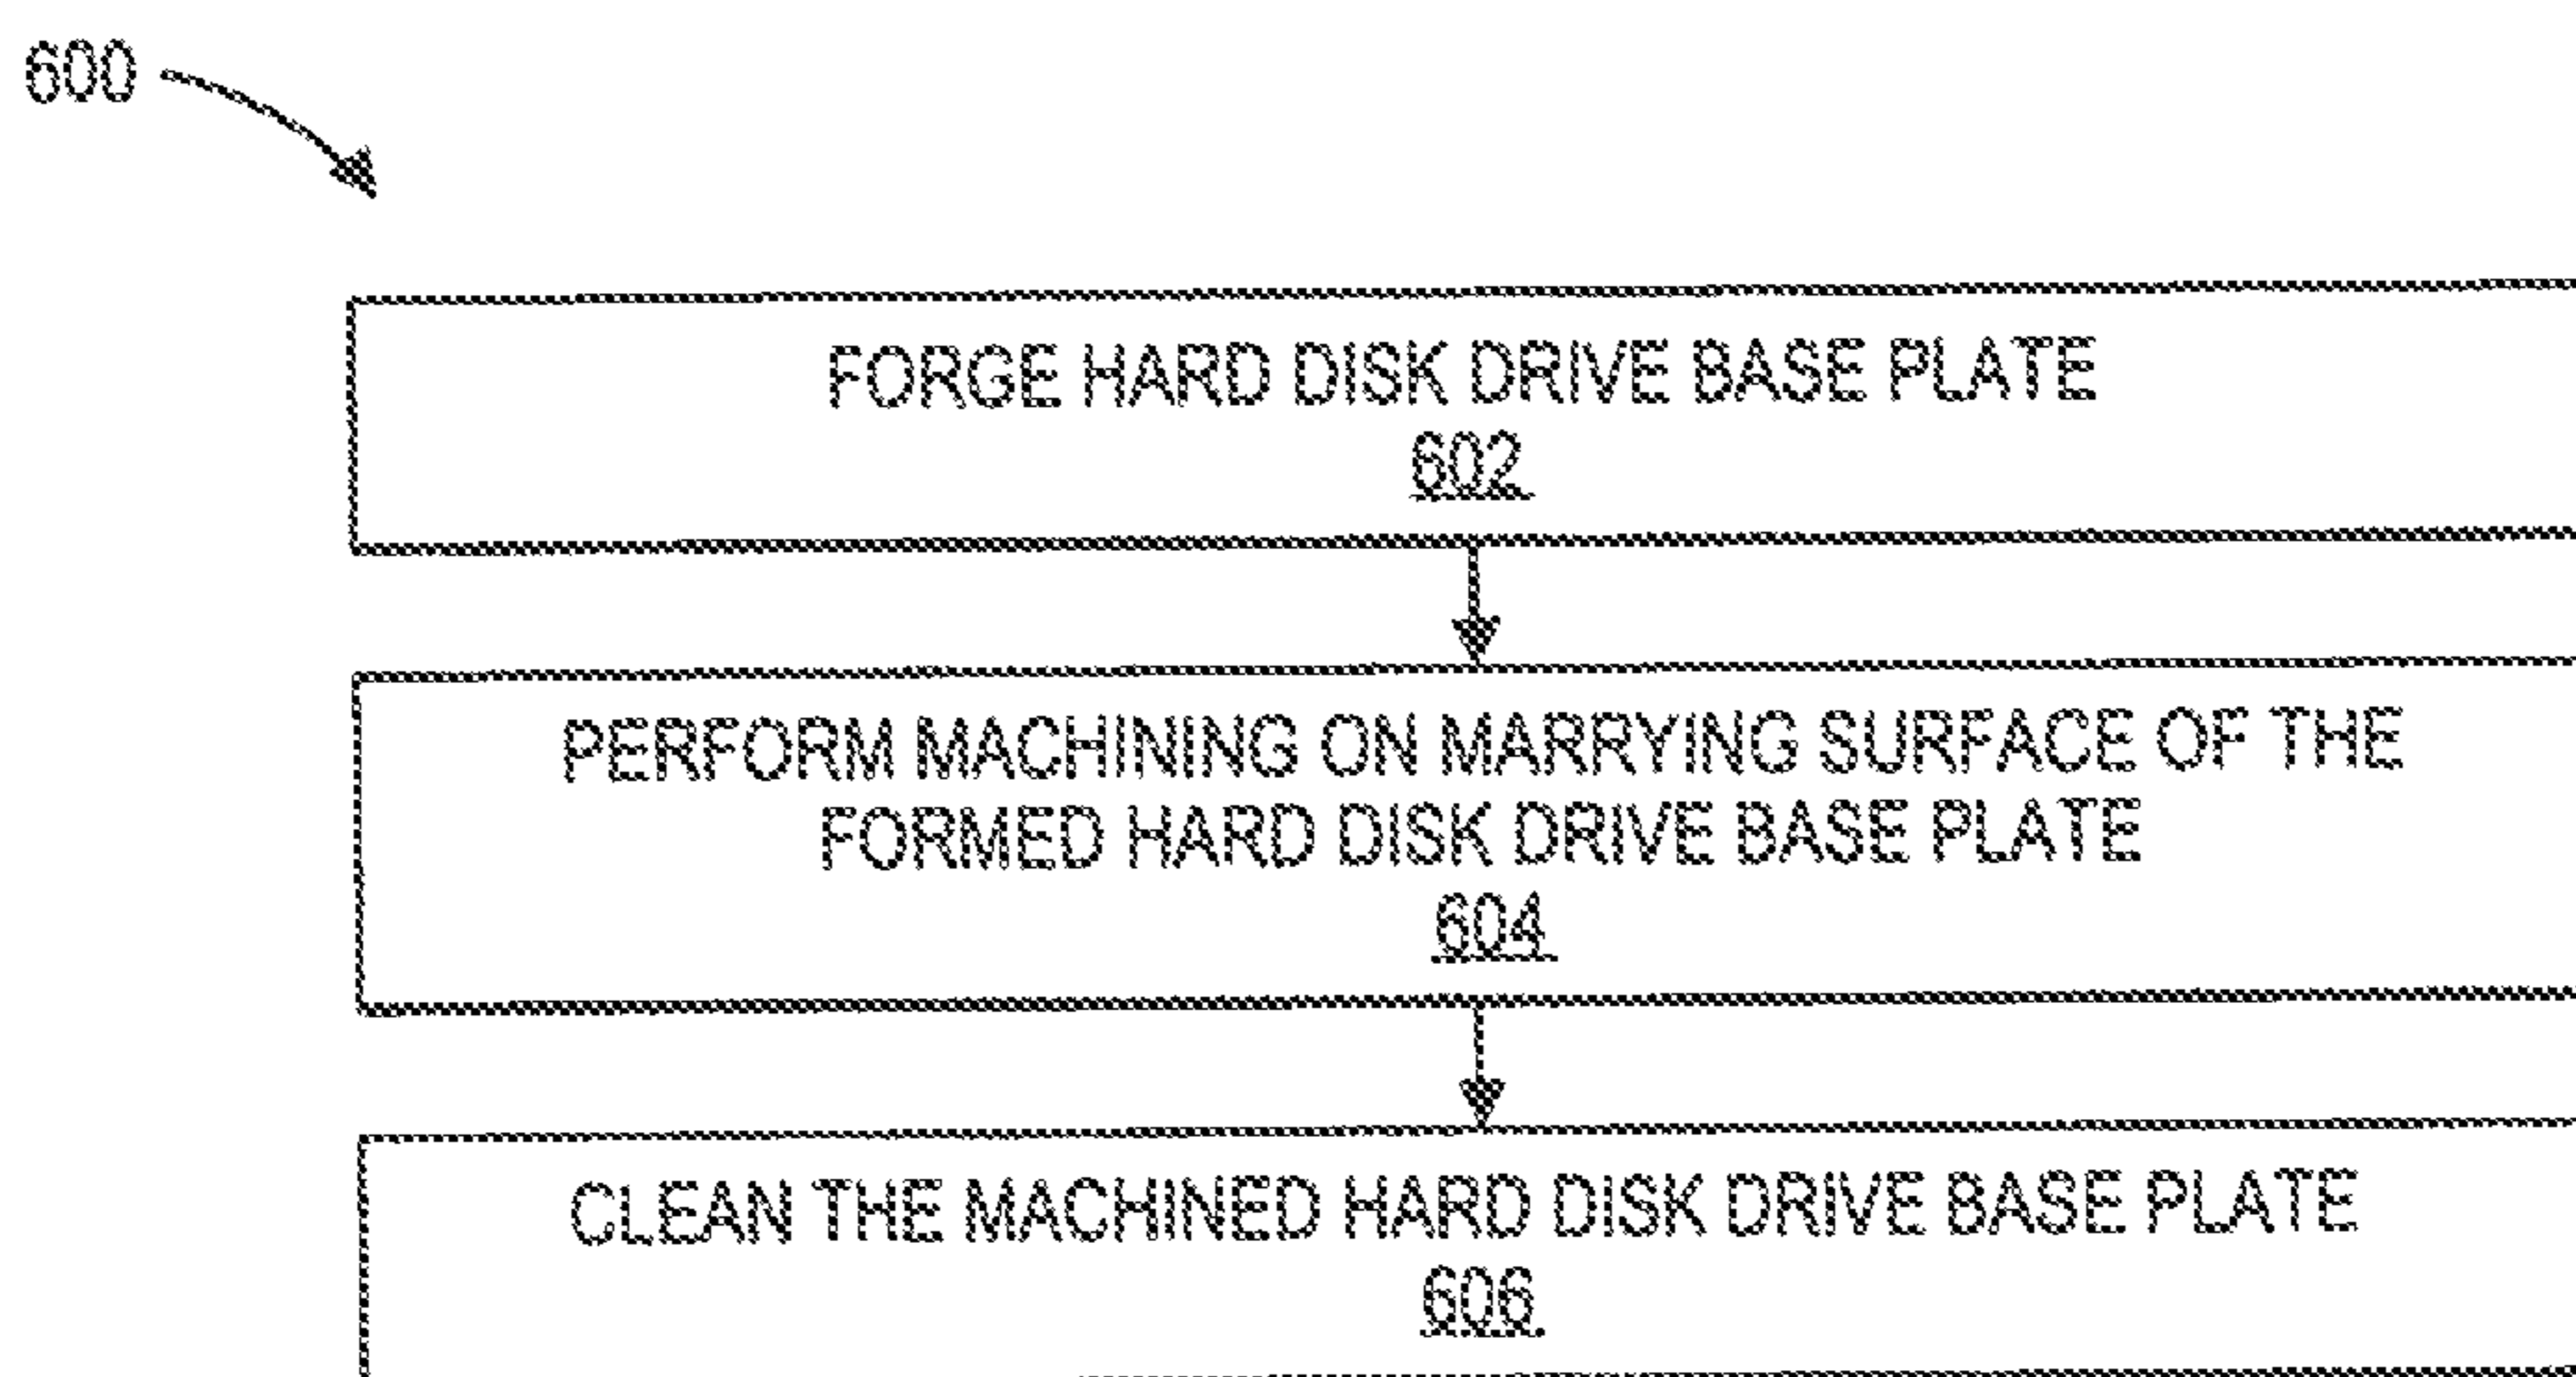 600
FORGE HARD DISK DRIVE BASE PLATE
602
PERFORM MACHINING ON MARRYING SURFACE OF THE
FORMED HARD DISK DRIVE BASE PLATE
604
CLEAN THE MACHINED HARD DISK DRIVE BASE PLATE
606